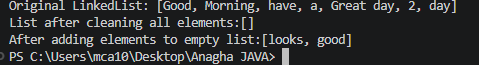 Original LinkedList: [Good, Morning, have, a, Great day, 2, day]
List after cleaning all elements:[]
After adding elements to empty list:[looks, good]
PS C:\Users\mca10\Desktop\Anagha JAVA>